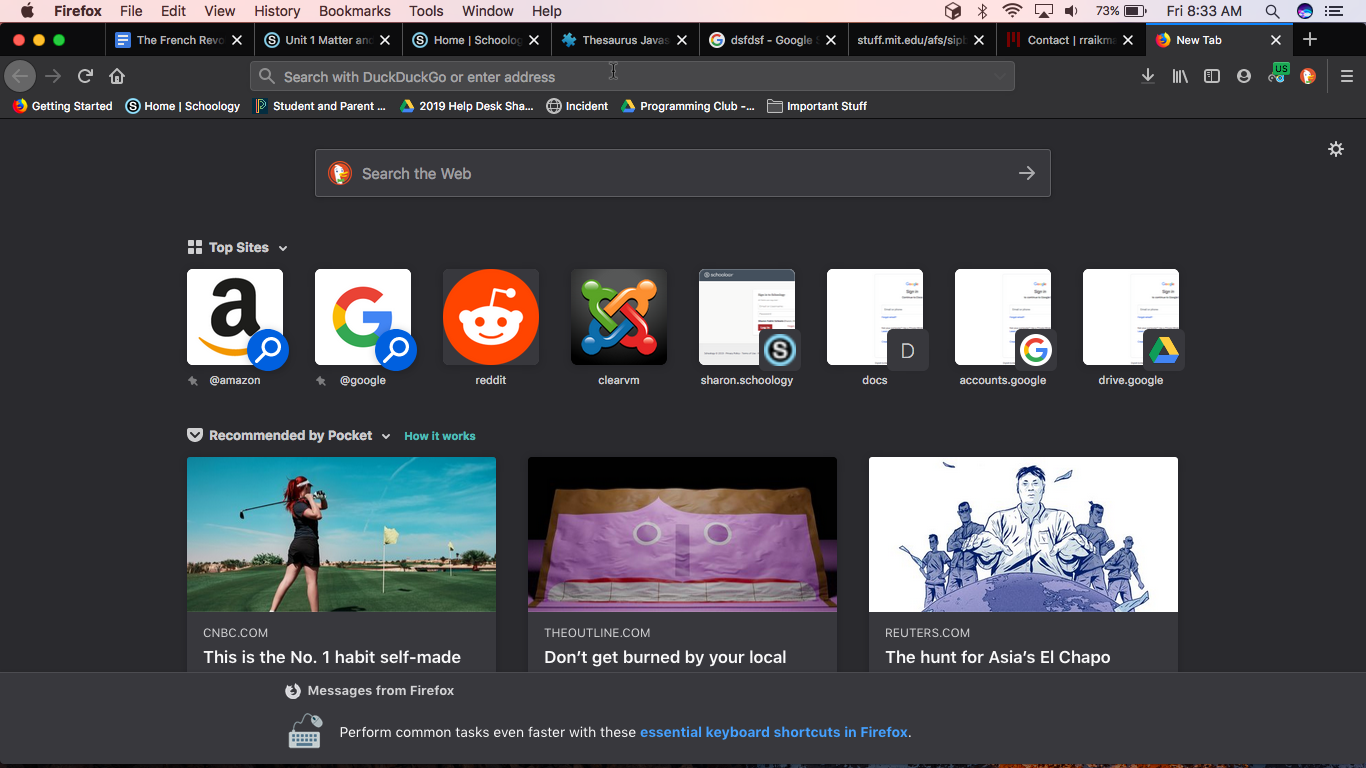 Firefox File Edit View History Bookmarks Tools Window Help 73% Fri 8:33 AM
The French Revo Unit 1 Matter and Home | Schoolog Thesaurus Javas dsfdsf - Google S stuff.mit.edu/afs/sipb Contact | rraikma New Tab
Search with DuckDuckGo or enter address US
Getting Started Home | Schoology Student and Parent ... 2019 Help Desk Sha... Incident Programming Club -... Important Stuff
Search the Web
Top Sites
@amazon @google reddit clearvm sharon.schoology docs accounts.google drive.google
Recommended by Pocket How it works
CNBC.COM THEOUTLINE.COM REUTERS.COM
This is the No. 1 habit self-made Don't get burned by your local The hunt for Asia's El Chapo
Messages from Firefox
Perform common tasks even faster with these essential keyboard shortcuts in Firefox.